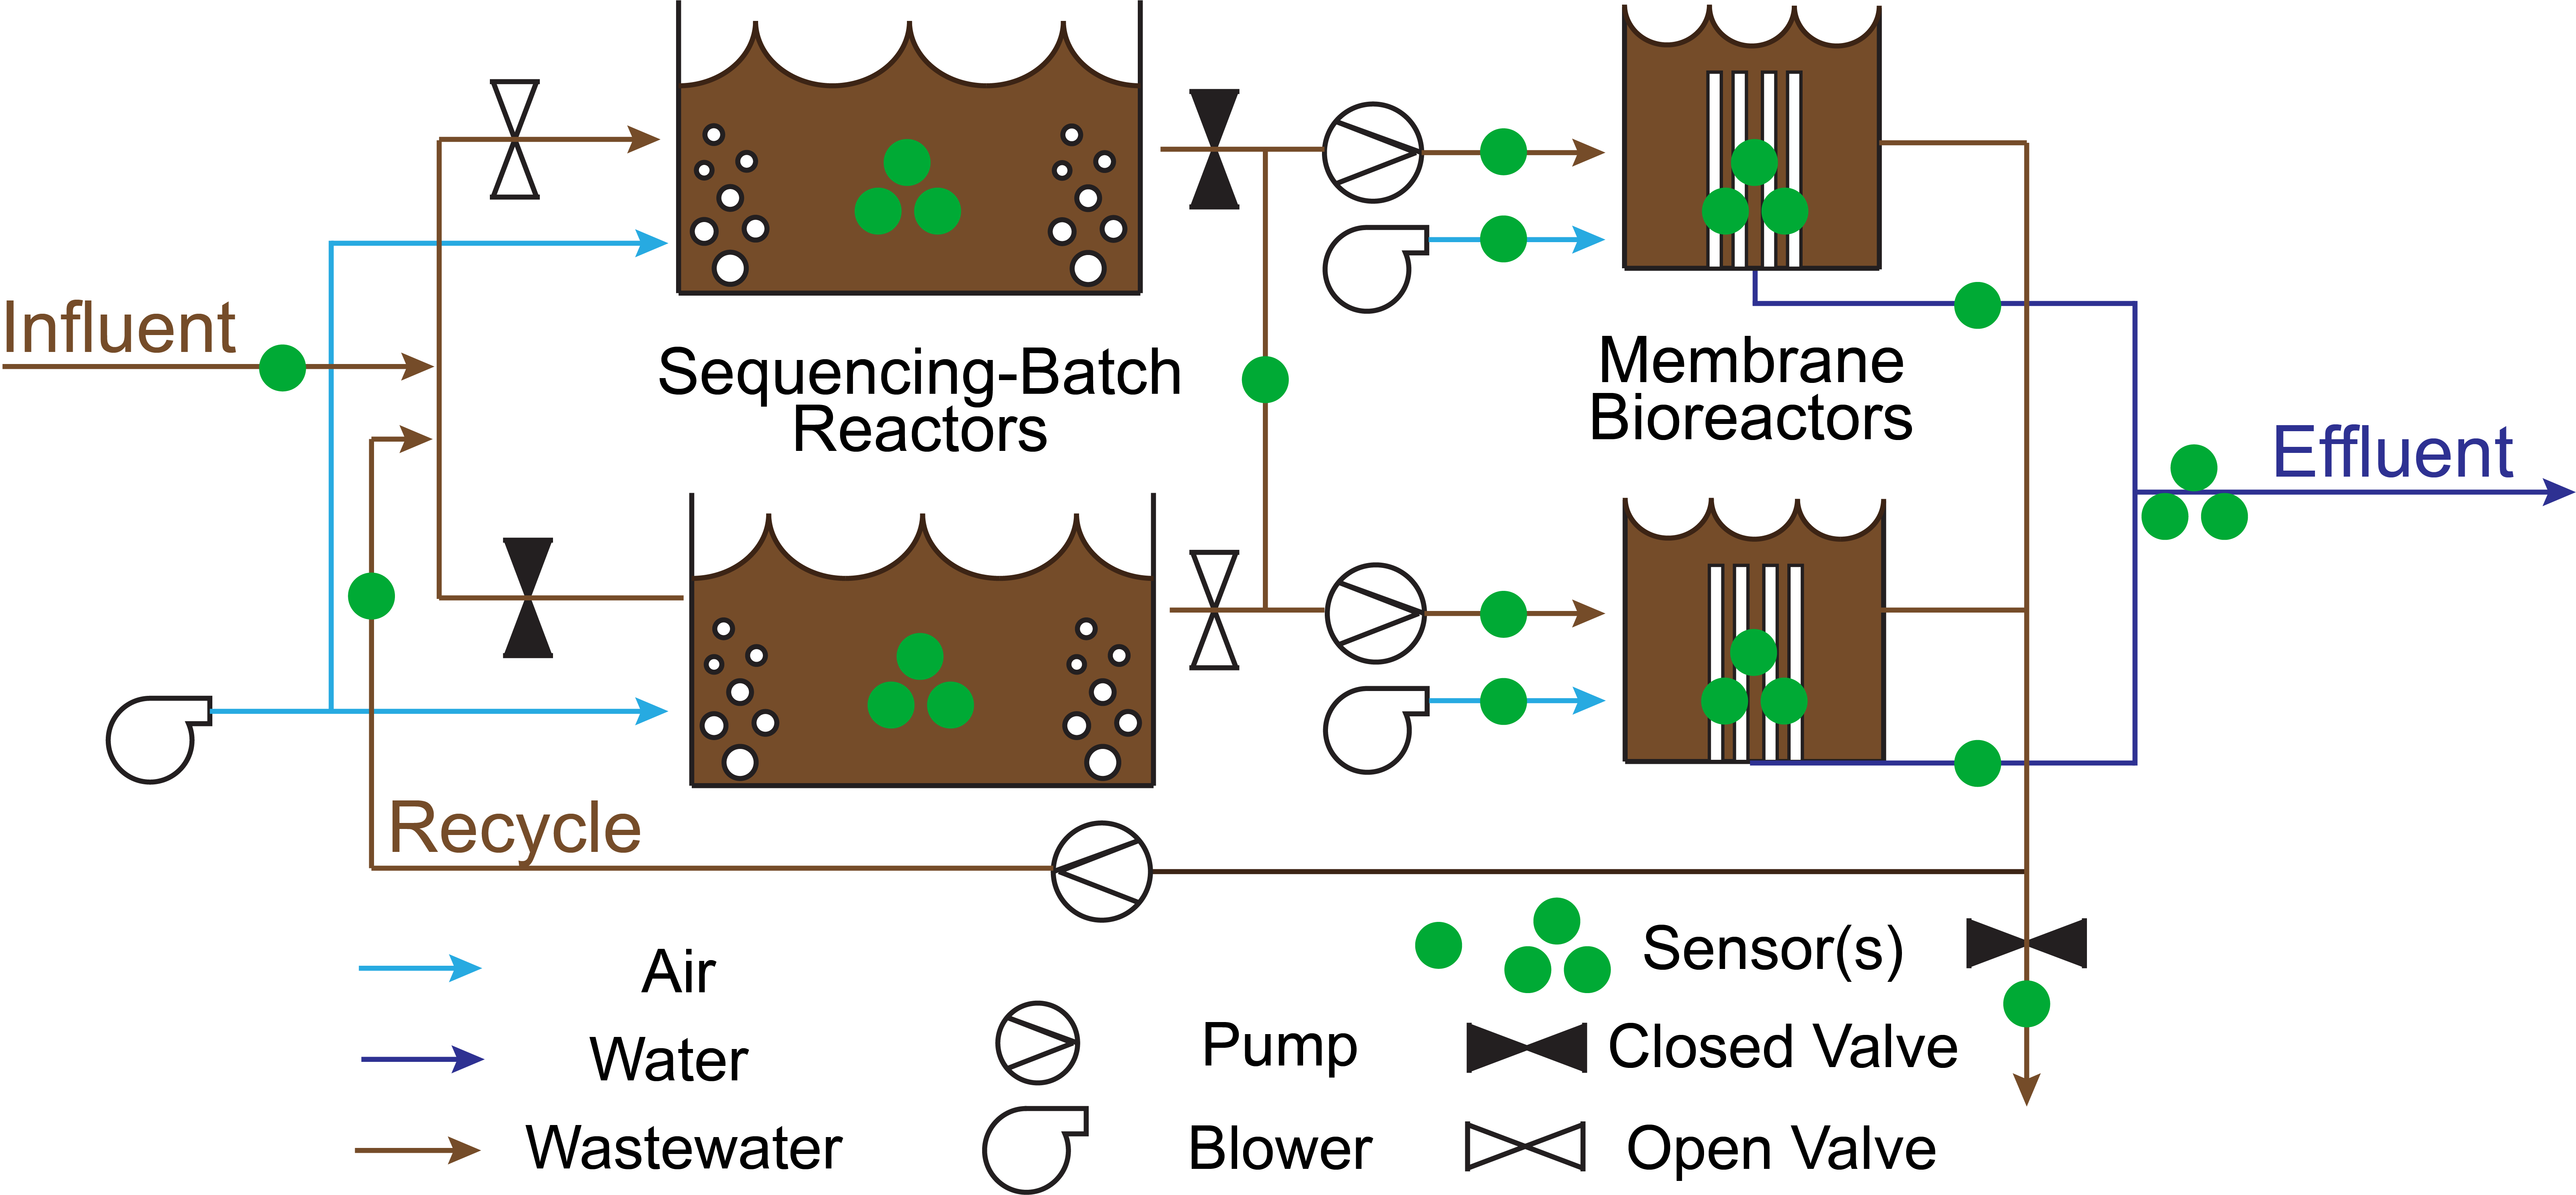 Influent
Sequencing-Batch
Reactors
Membrane
Bioreactors
Effluent
Recycle
Air
Sensor(s)
Water
Pump
Closed Valve
Wastewater
Blower
Open Valve